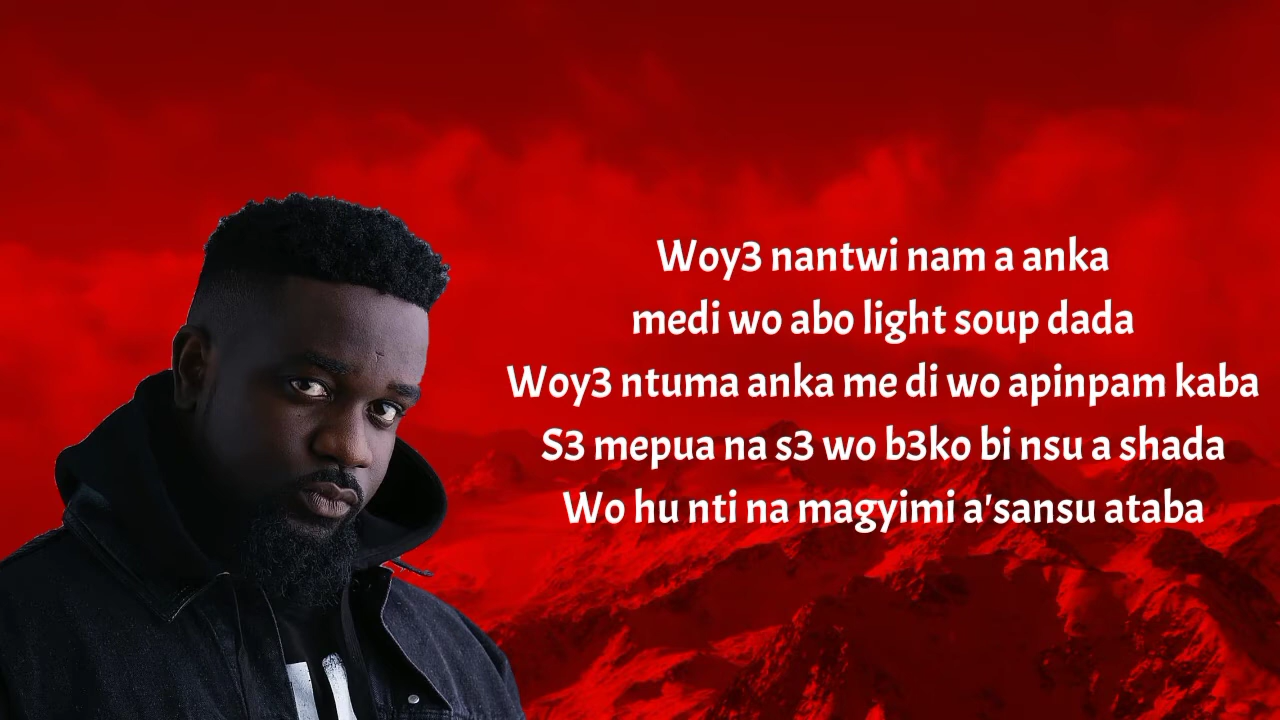 Woy3 nantwi nam a anka
medi wo abo light soup dada
Woy3 ntuma anka me di wo apinpam kaba
S3 mepua na s3 wo b3ko bi nsu a shada
Wo hu nti na magyimi a'sansu ataba